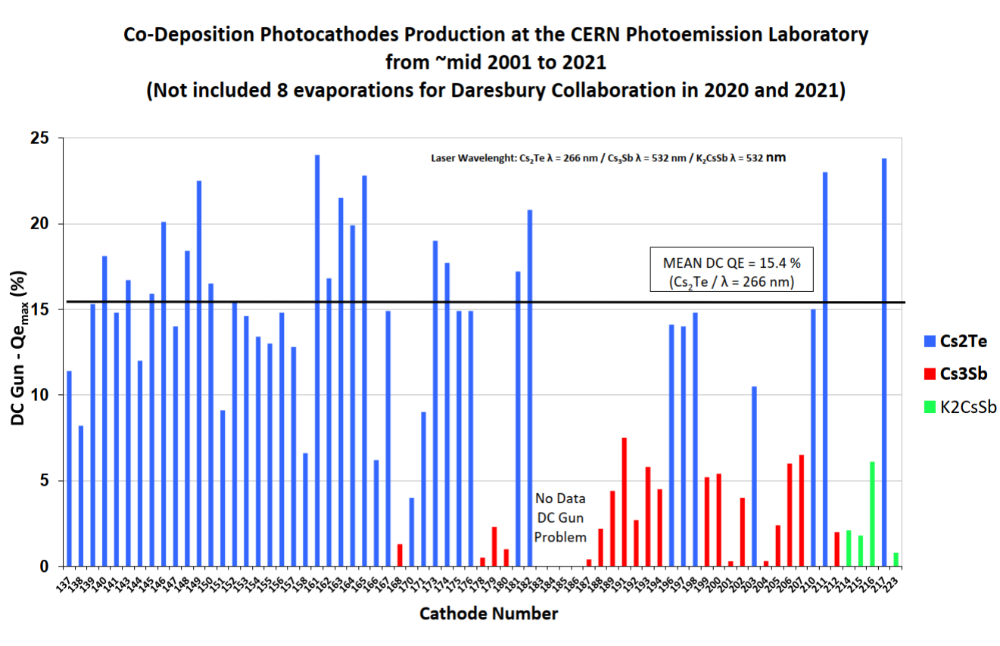 Co-Deposition Photocathodes Production at the CERN Photoemission Laboratory
from ~mid 2001 to 2021
(Not included 8 evaporations for Daresbury Collaboration in 2020 and 2021)
Laser Wavelenght: Cs₂Te λ = 266 nm / Cs₃Sb λ = 532 nm / K₂CsSb λ = 532 nm
MEAN DC QE = 15.4 %
(Cs₂Te / λ = 266 nm)
DC Gun - Qeₘₐₓ (%)
25
20
15
10
5
0
No Data
DC Gun
Problem
Cs2Te
Cs3Sb
K2CsSb
137 138 139 140 141 143 144 145 146 147 148 149 150 151 152 153 154 155 156 157 158 161 162 163 164 165 166 167 168 170 171 173 174 175 176 178 179 180 181 182 183 184 185 186 187 188 189 191 192 193 194 196 197 198 199 200 201 202 203 204 205 206 207 210 211 212 214 215 216 217 223
Cathode Number